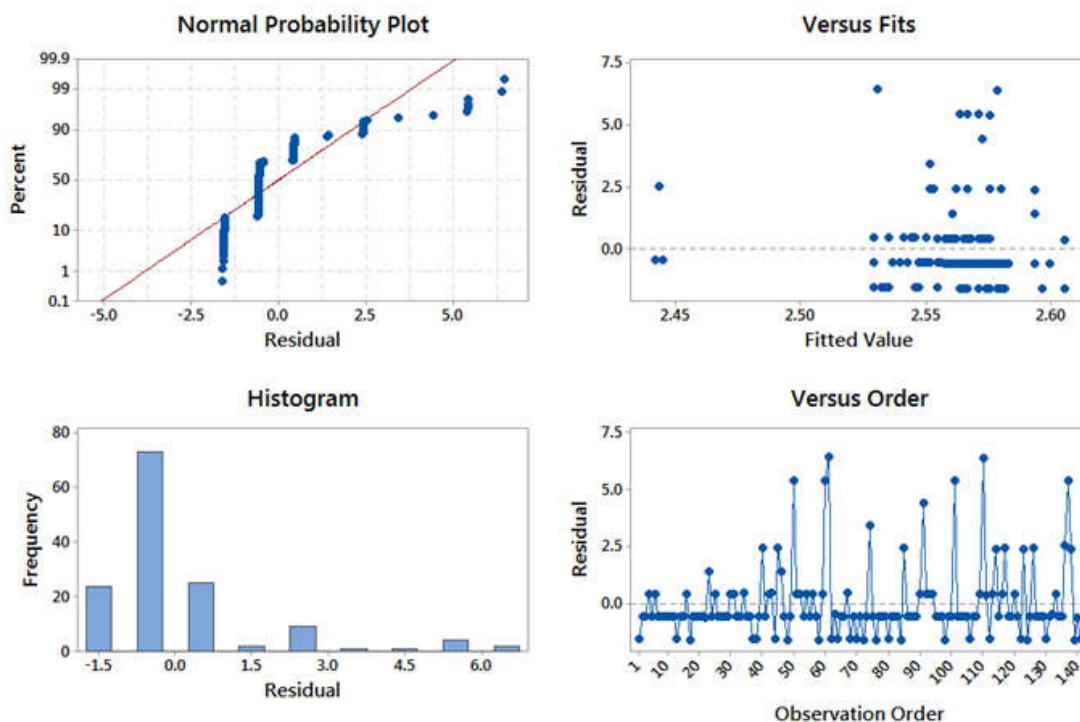 Normal Probability Plot
99.9
99
90
50
10
1
0.1
Percent
-5.0 -2.5 0.0 2.5 5.0
Residual
Versus Fits
7.5
5.0
2.5
0.0
Residual
2.45 2.50 2.55 2.60
Fitted Value
Histogram
80
60
40
20
0
Frequency
-1.5 0.0 1.5 3.0 4.5 6.0
Residual
Versus Order
7.5
5.0
2.5
0.0
Residual
1 10 20 30 40 50 60 70 80 90 100 110 120 130 140
Observation Order